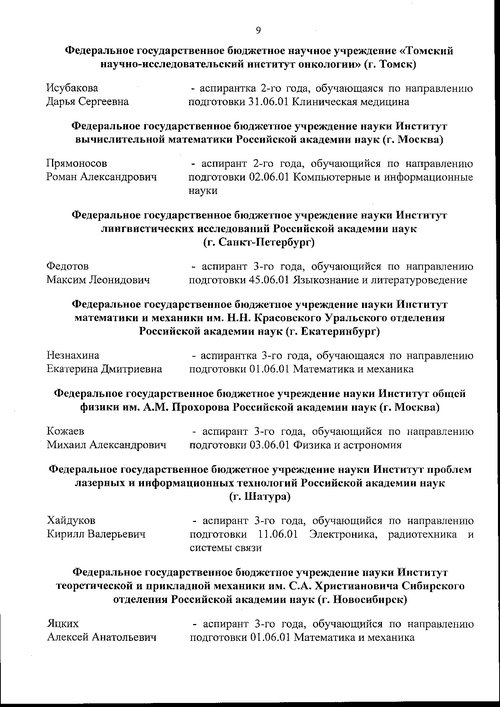 9
Федеральное государственное бюджетное научное учреждение «Томский
научно-исследовательский институт онкологии» (г. Томск)
Исубакова - аспирантка 2-го года, обучающаяся по направлению
Дарья Сергеевна подготовки 31.06.01 Клиническая медицина
Федеральное государственное бюджетное учреждение науки Институт
вычислительной математики Российской академии наук (г. Москва)
Прямоносов - аспирант 2-го года, обучающийся по направлению
Роман Александрович подготовки 02.06.01 Компьютерные и информационные
науки
Федеральное государственное бюджетное учреждение науки Институт
лингвистических исследований Российской академии наук
(г. Санкт-Петербург)
Федотов - аспирант 3-го года, обучающийся по направлению
Максим Леонидович подготовки 45.06.01 Языкознание и литературоведение
Федеральное государственное бюджетное учреждение науки Институт
математики и механики им. Н.Н. Красовского Уральского отделения
Российской академии наук (г. Екатеринбург)
Незнахина - аспирантка 3-го года, обучающаяся по направлению
Екатерина Дмитриевна подготовки 01.06.01 Математика и механика
Федеральное государственное бюджетное учреждение науки Институт общей
физики им. А.М. Прохорова Российской академии наук (г. Москва)
Кожаев - аспирант 3-го года, обучающийся по направлению
Михаил Александрович подготовки 03.06.01 Физика и астрономия
Федеральное государственное бюджетное учреждение науки Институт проблем
лазерных и информационных технологий Российской академии наук
(г. Шатура)
Хайдуков - аспирант 3-го года, обучающийся по направлению
Кирилл Валерьевич подготовки 11.06.01 Электроника, радиотехника и
системы связи
Федеральное государственное бюджетное учреждение науки Институт
теоретической и прикладной механики им. С.А. Христиановича Сибирского
отделения Российской академии наук (г. Новосибирск)
Яцких - аспирант 3-го года, обучающийся по направлению
Алексей Анатольевич подготовки 01.06.01 Математика и механика